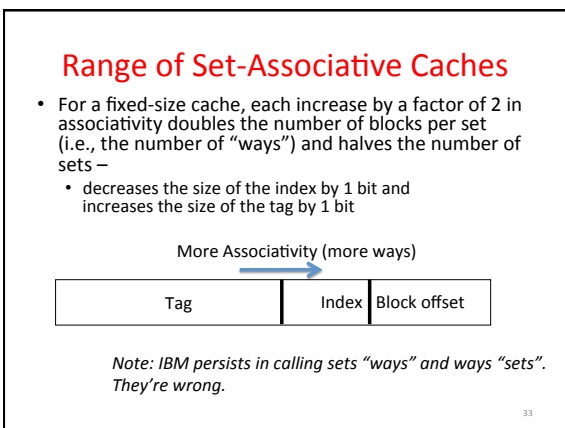 Range of Set-Associative Caches
• For a fixed-size cache, each increase by a factor of 2 in
associativity doubles the number of blocks per set
(i.e., the number of “ways”) and halves the number of
sets –
• decreases the size of the index by 1 bit and
increases the size of the tag by 1 bit
More Associativity (more ways)
Tag Index Block offset
Note: IBM persists in calling sets “ways” and ways “sets”.
They’re wrong.
33